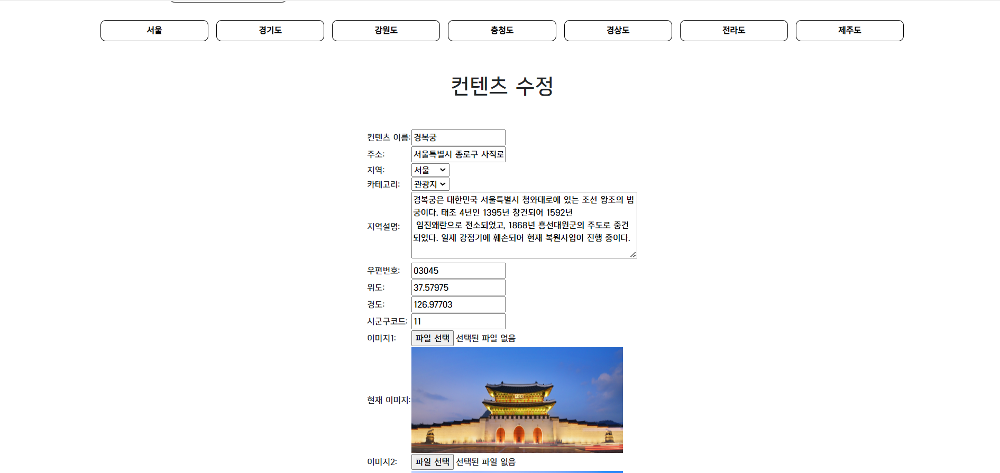 서울
경기도
강원도
충청도
경상도
전라도
제주도
컨텐츠 수정
컨텐츠 이름: 경복궁
주소: 서울특별시 종로구 사직로
지역: 서울
카테고리: 관광지
지역설명:
경복궁은 대한민국 서울특별시 청와대로에 있는 조선 왕조의 법
궁이다. 태조 4년인 1395년 창건되어 1592년
임진왜란으로 전소되었고, 1868년 흥선대원군의 주도로 중건
되었다. 일제 강점기에 훼손되어 현재 복원사업이 진행 중이다.
우편번호: 03045
위도: 37.57975
경도: 126.97703
시군구코드: 11
이미지1: 파일 선택 선택된 파일 없음
현재 이미지:
이미지2: 파일 선택 선택된 파일 없음